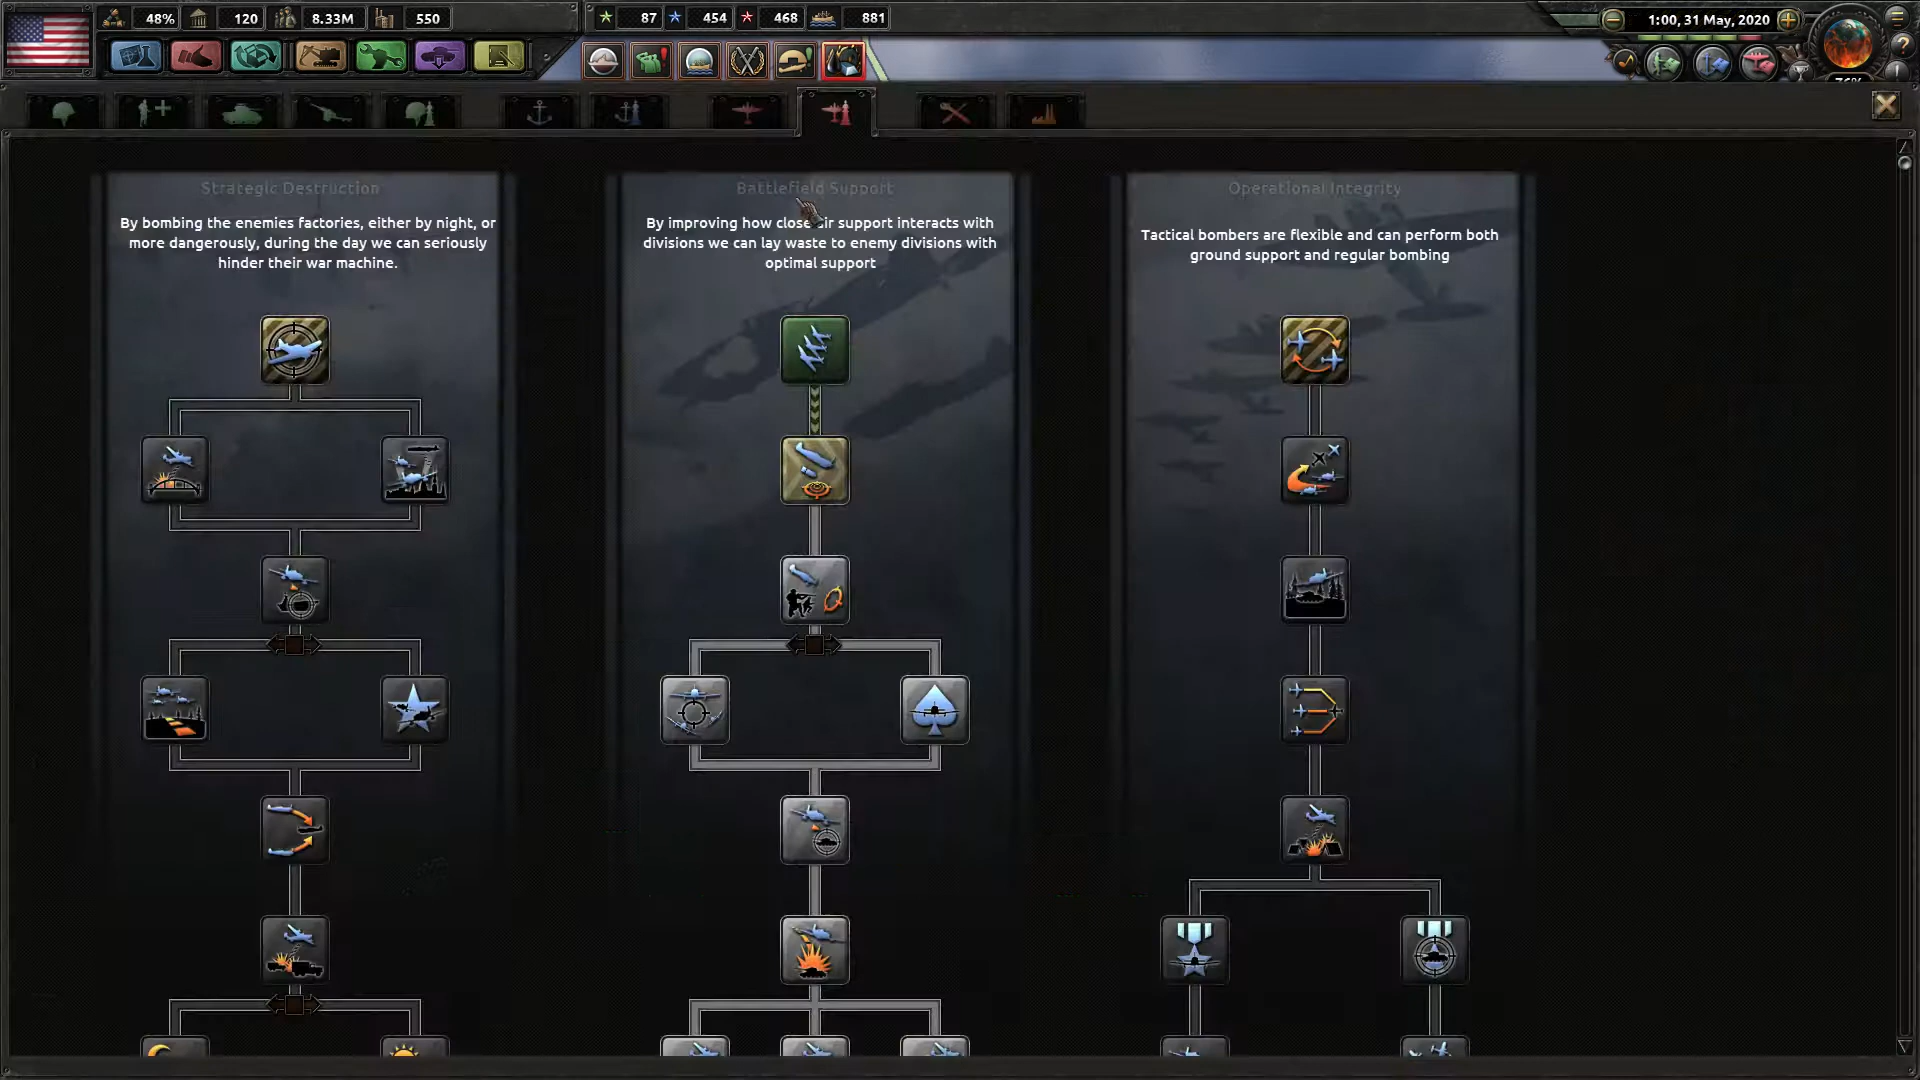 48% 120 8.33M 550 87 454 468 881 1:00, 31 May, 2020
76%
Strategic Destruction
By bombing the enemies factories, either by night, or
more dangerously, during the day we can seriously
hinder their war machine.
Battlefield Support
By improving how close air support interacts with
divisions we can lay waste to enemy divisions with
optimal support
Operational Integrity
Tactical bombers are flexible and can perform both
ground support and regular bombing